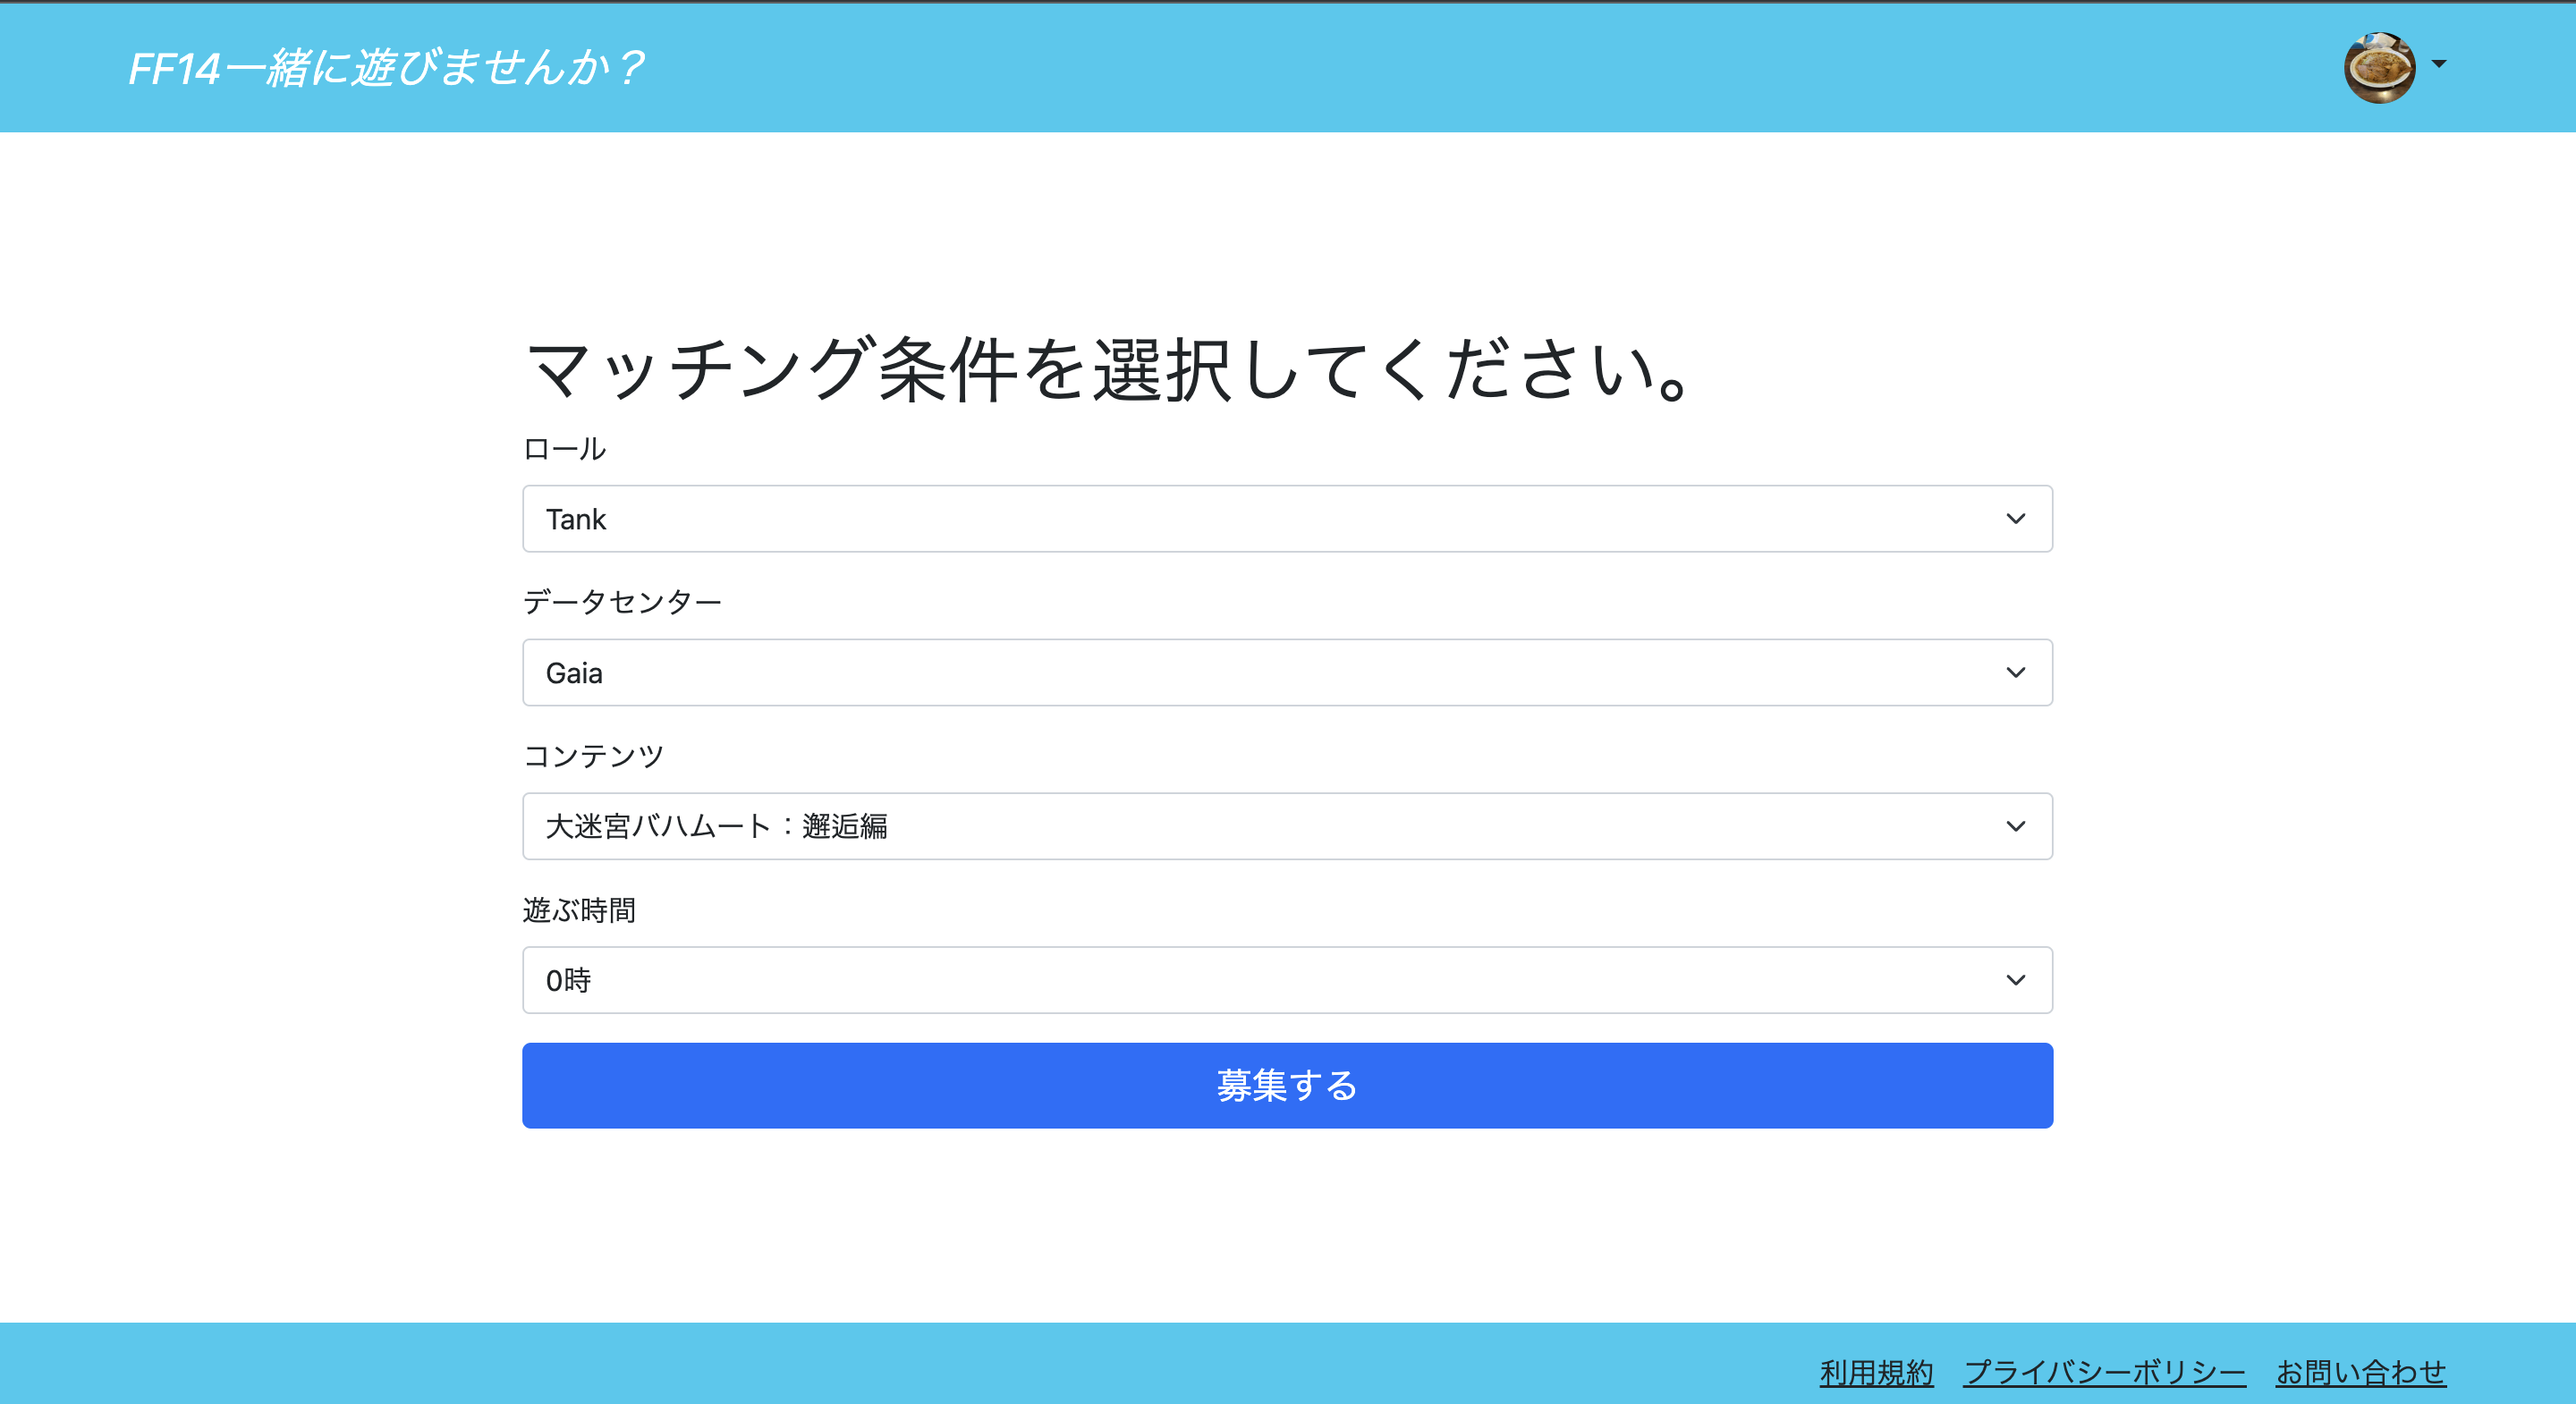 FF14一緒に遊びませんか？
マッチング条件を選択してください。
ロール
Tank
データセンター
Gaia
コンテンツ
大迷宮バハムート：邂逅編
遊ぶ時間
0時
募集する
利用規約 プライバシーポリシー お問い合わせ